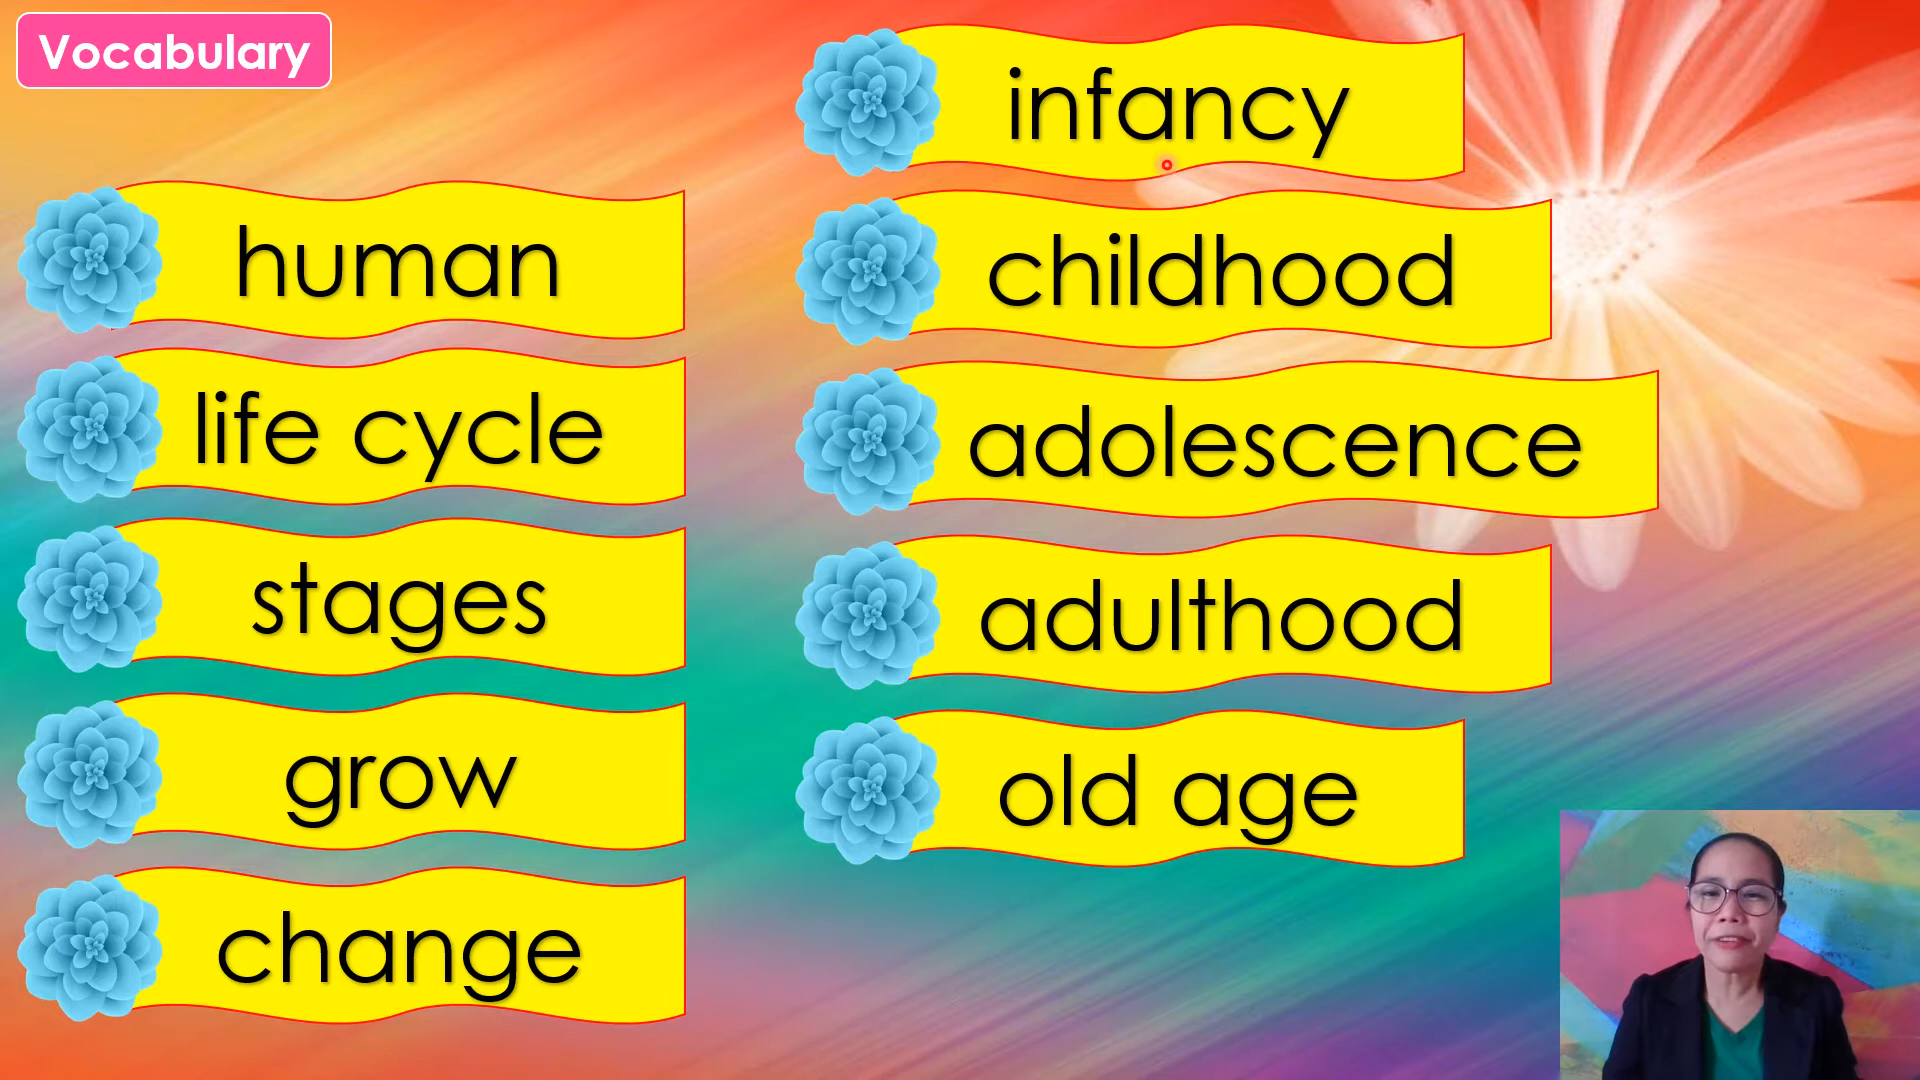 Vocabulary
human
life cycle
stages
grow
change
infancy
childhood
adolescence
adulthood
old age